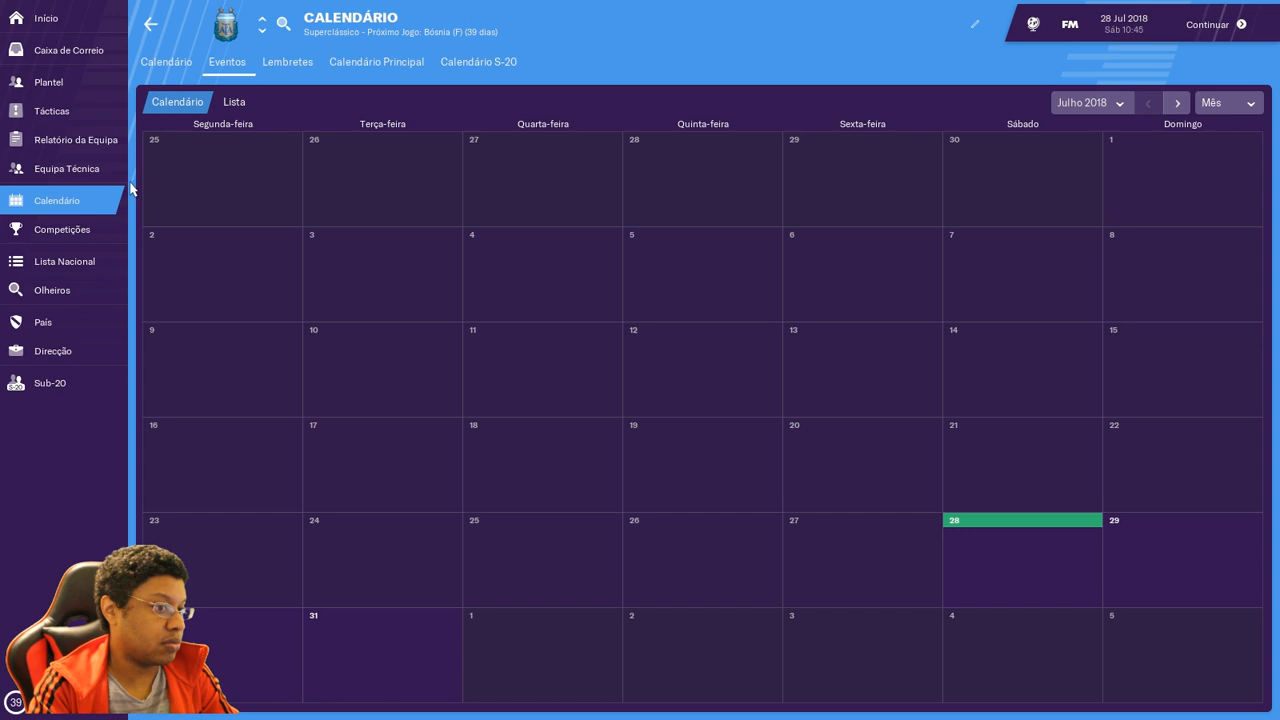 Início
Caixa de Correio
Plantel
Tácticas
Relatório da Equipa
Equipa Técnica
Calendário
Competições
Lista Nacional
Olheiros
País
Direcção
S-20
Sub-20
39
CALENDÁRIO
Superclássico - Próximo Jogo: Bósnia (F) (39 dias)
FM
28 Jul 2018
Sáb 10:45
Continuar
Calendário Eventos Lembretes Calendário Principal Calendário S-20
Calendário Lista
Julho 2018 Mês
Segunda-feira Terça-feira Quarta-feira Quinta-feira Sexta-feira Sábado Domingo
25 26 27 28 29 30 1
2 3 4 5 6 7 8
9 10 11 12 13 14 15
16 17 18 19 20 21 22
23 24 25 26 27 28 29
31 1 2 3 4 5